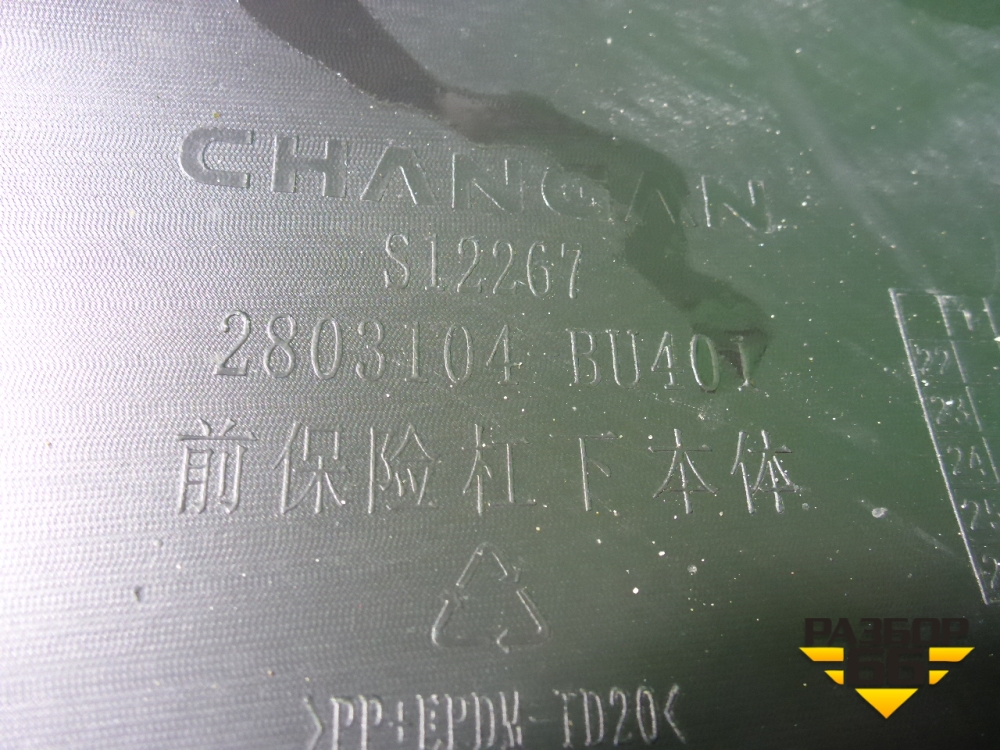 CHANGAN
S12267
2803104 BU401
前保险杠下本体
>PP+EPDM-TD20<
22
23
24
25
РАЗБОР
66